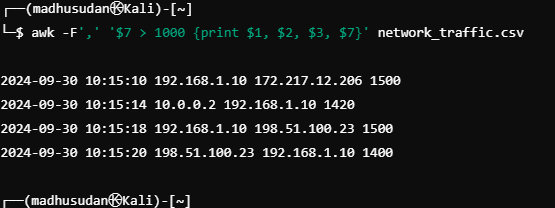 ┌──(madhusudan㉿Kali)-[~]
└─$ awk -F',' '$7 > 1000 {print $1, $2, $3, $7}' network_traffic.csv
2024-09-30 10:15:10 192.168.1.10 172.217.12.206 1500
2024-09-30 10:15:14 10.0.0.2 192.168.1.10 1420
2024-09-30 10:15:18 192.168.1.10 198.51.100.23 1500
2024-09-30 10:15:20 198.51.100.23 192.168.1.10 1400
┌──(madhusudan㉿Kali)-[~]